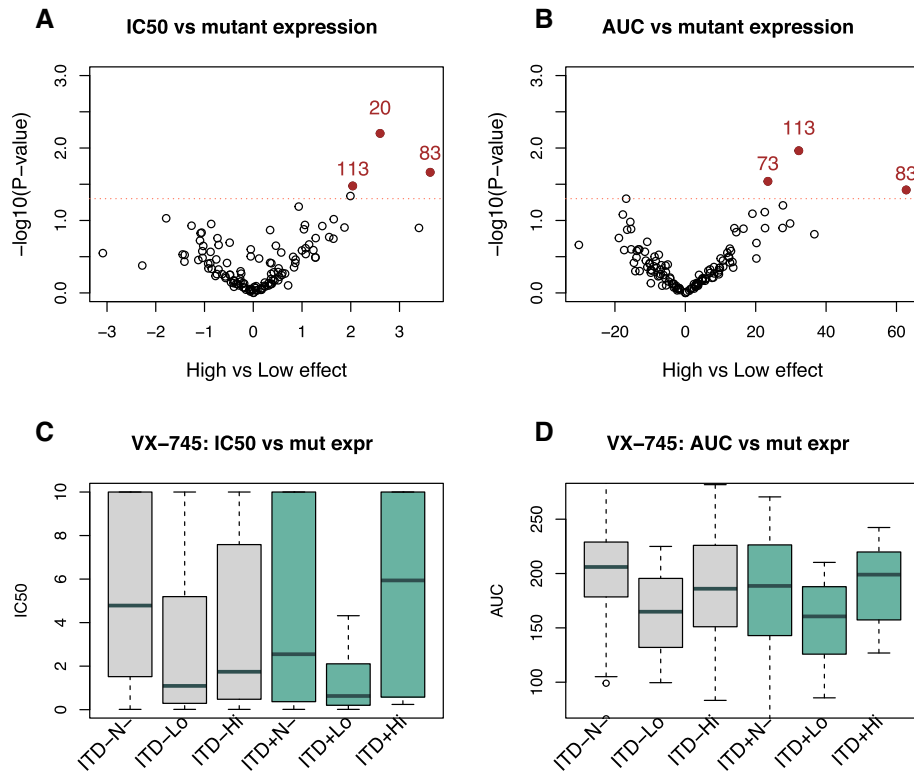 A
IC50 vs mutant expression
−log10(P−value)
0.0
1.0
2.0
3.0
20
83
113
−3
−2
−1
0
1
2
3
High vs Low effect
B
AUC vs mutant expression
−log10(P−value)
0.0
1.0
2.0
3.0
113
73
83
−20
0
20
40
60
High vs Low effect
C
VX−745: IC50 vs mut expr
IC50
0
2
4
6
8
10
ITD−N−
ITD−Lo
ITD−Hi
ITD+N−
ITD+Lo
ITD+Hi
D
VX−745: AUC vs mut expr
AUC
100
150
200
250
ITD−N−
ITD−Lo
ITD−Hi
ITD+N−
ITD+Lo
ITD+Hi